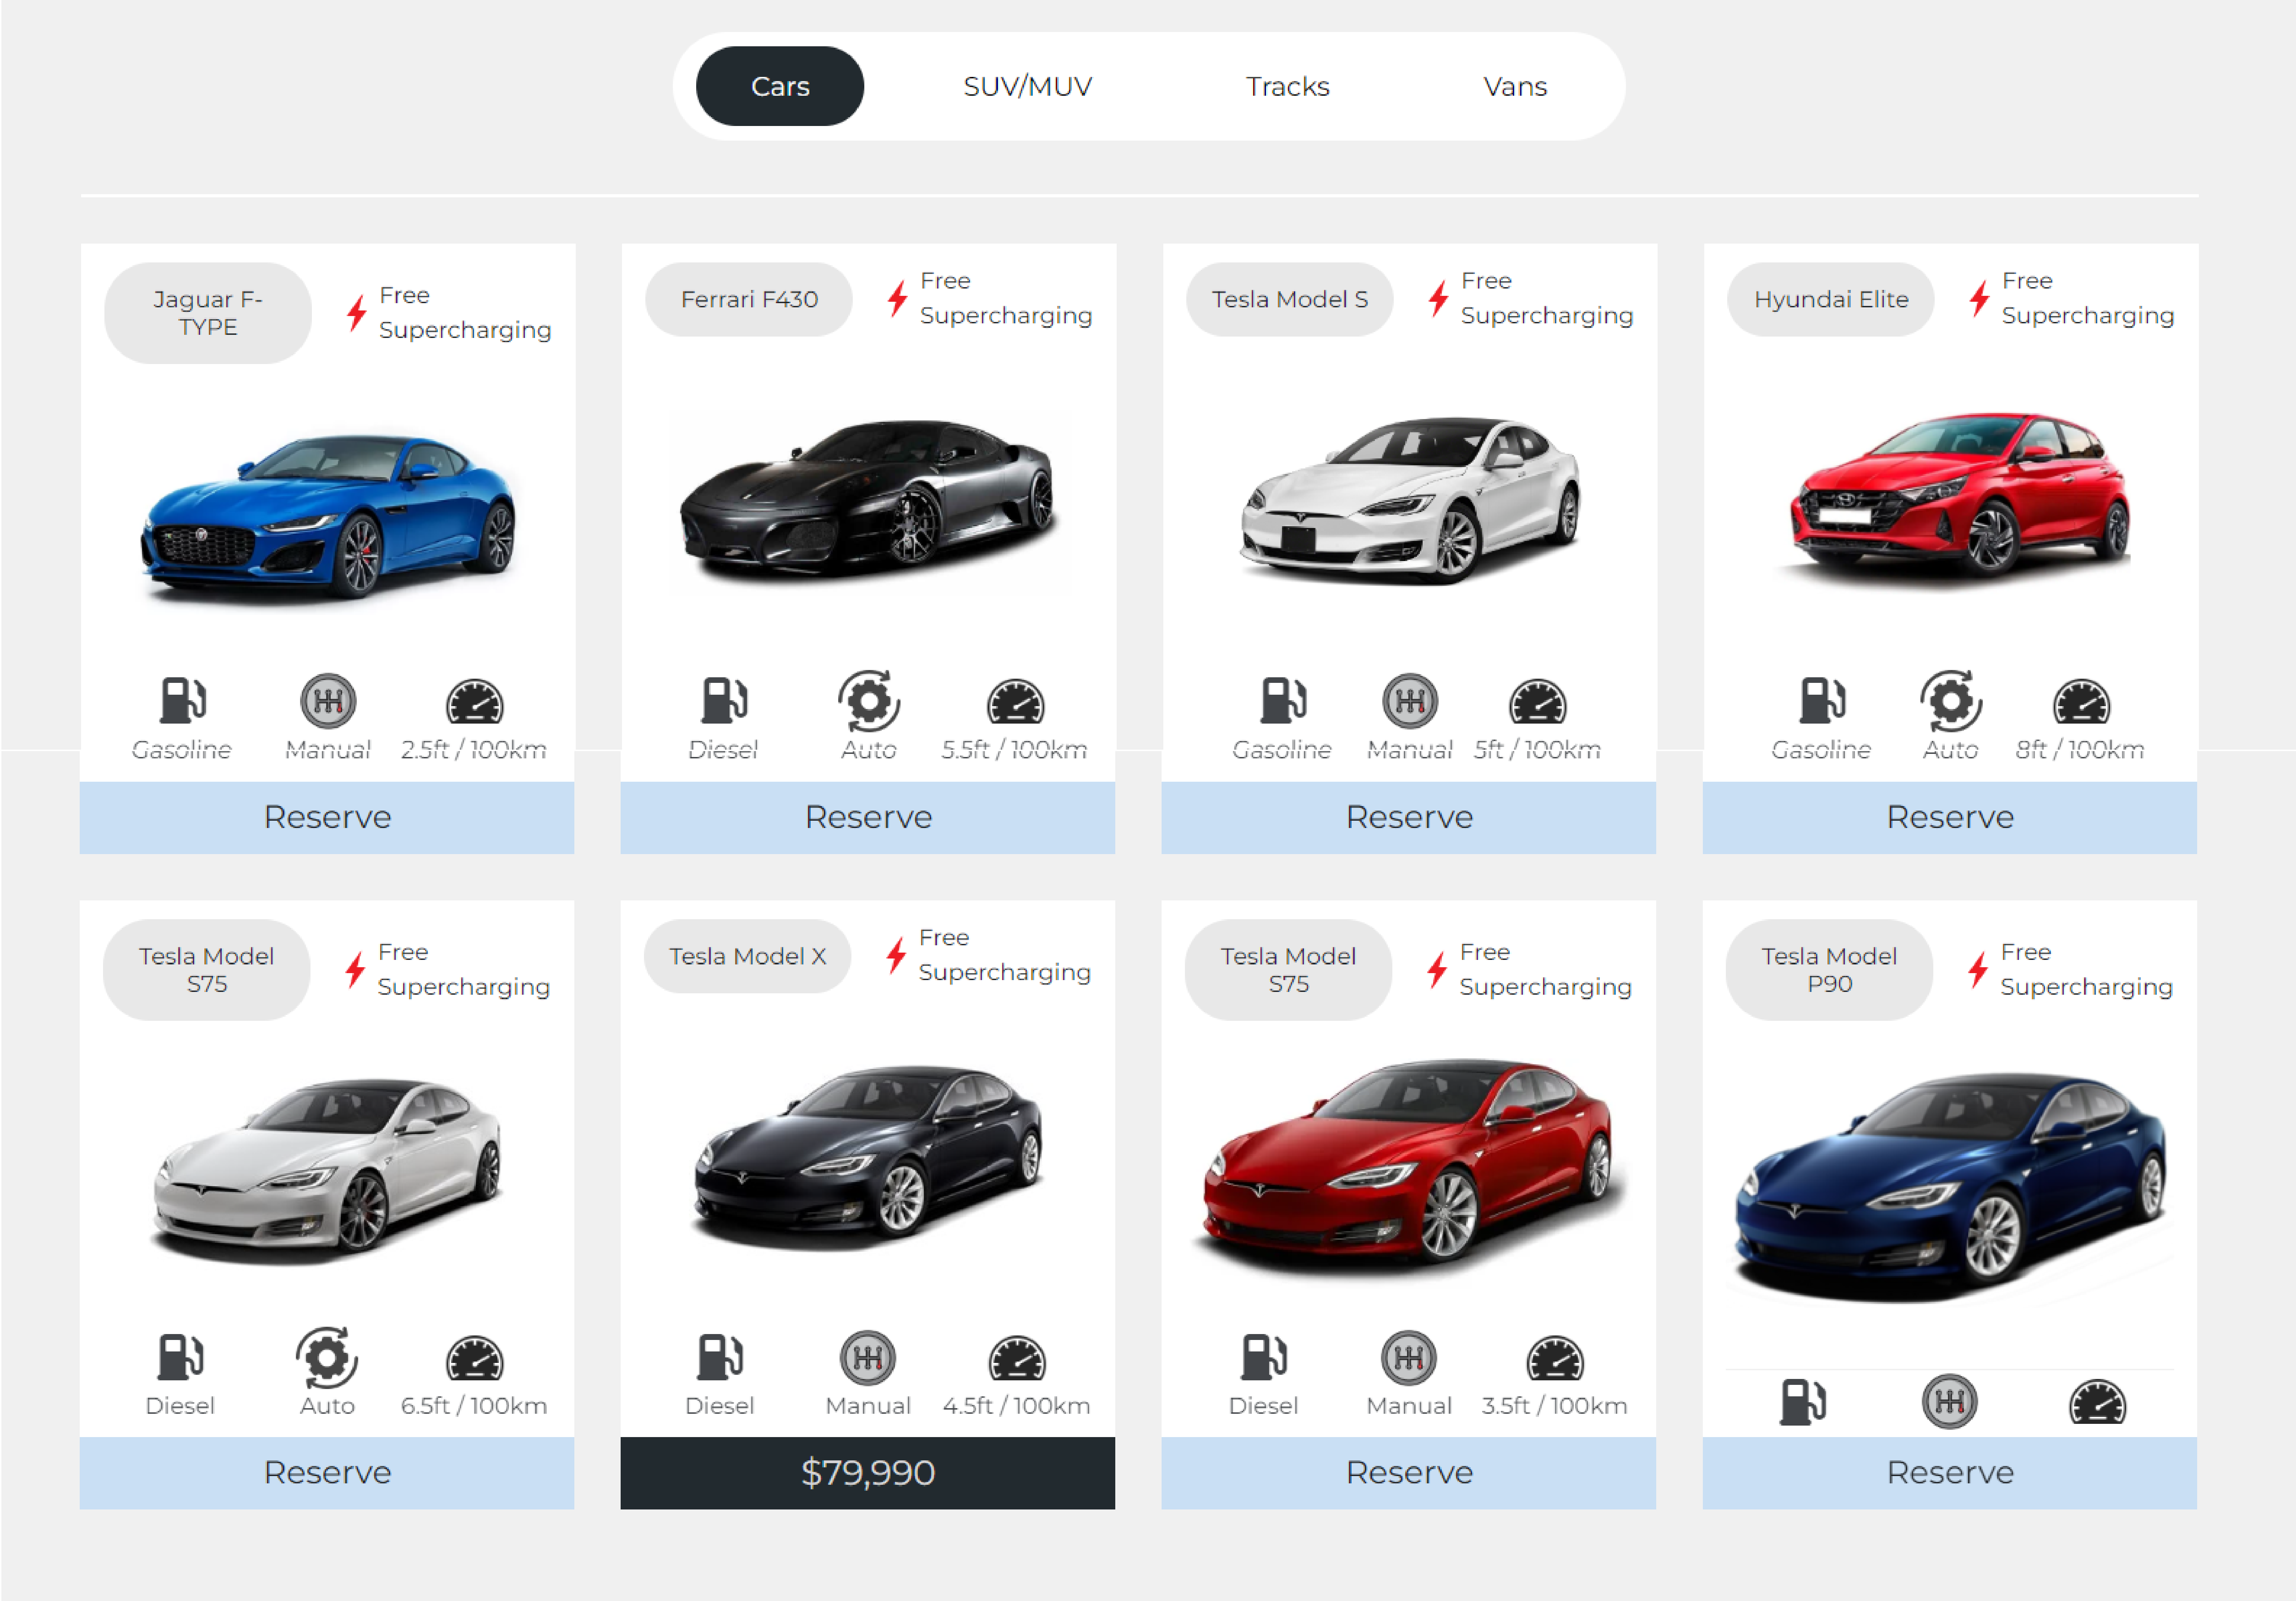 Cars
SUV/MUV
Tracks
Vans
Jaguar F-
TYPE
Free
Supercharging
Gasoline
Manual
2.5ft / 100km
Reserve
Ferrari F430
Free
Supercharging
Diesel
Auto
5.5ft / 100km
Reserve
Tesla Model S
Free
Supercharging
Gasoline
Manual
5ft / 100km
Reserve
Hyundai Elite
Free
Supercharging
Gasoline
Auto
8ft / 100km
Reserve
Tesla Model
S75
Free
Supercharging
Diesel
Auto
6.5ft / 100km
Reserve
Tesla Model X
Free
Supercharging
Diesel
Manual
4.5ft / 100km
$79,990
Tesla Model
S75
Free
Supercharging
Diesel
Manual
3.5ft / 100km
Reserve
Tesla Model
P90
Free
Supercharging
Reserve